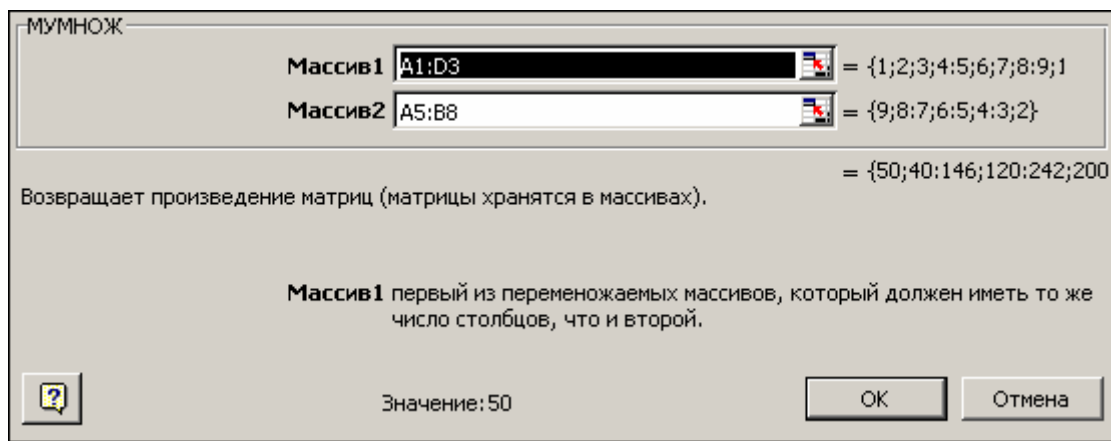 МУМНОЖ
Массив1 A1:D3 = {1;2;3;4:5;6;7;8:9;1
Массив2 A5:B8 = {9;8:7;6:5;4:3;2}
= {50;40:146;120:242;200
Возвращает произведение матриц (матрицы хранятся в массивах).
Массив1 первый из переменожаемых массивов, который должен иметь то же
число столбцов, что и второй.
? Значение:50 OK Отмена